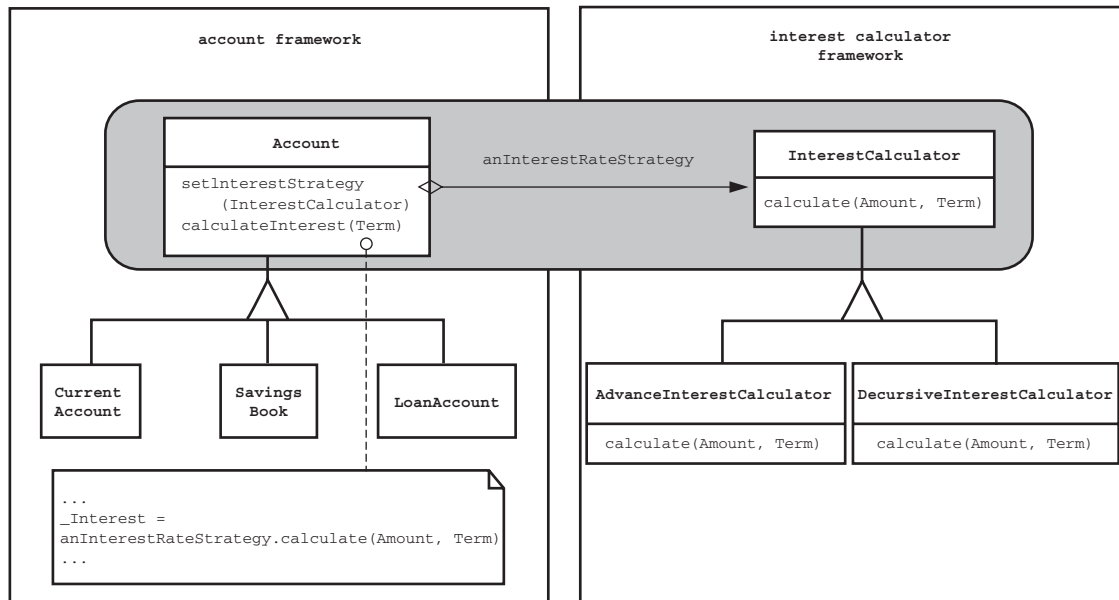 account framework
interest calculator
framework
Account
setlnterestStrategy
(InterestCalculator)
calculateInterest(Term)
anInterestRateStrategy
InterestCalculator
calculate(Amount, Term)
Current
Account
Savings
Book
LoanAccount
AdvanceInterestCalculator
calculate(Amount, Term)
DecursiveInterestCalculator
calculate(Amount, Term)
...
_Interest =
anInterestRateStrategy.calculate(Amount, Term)
...